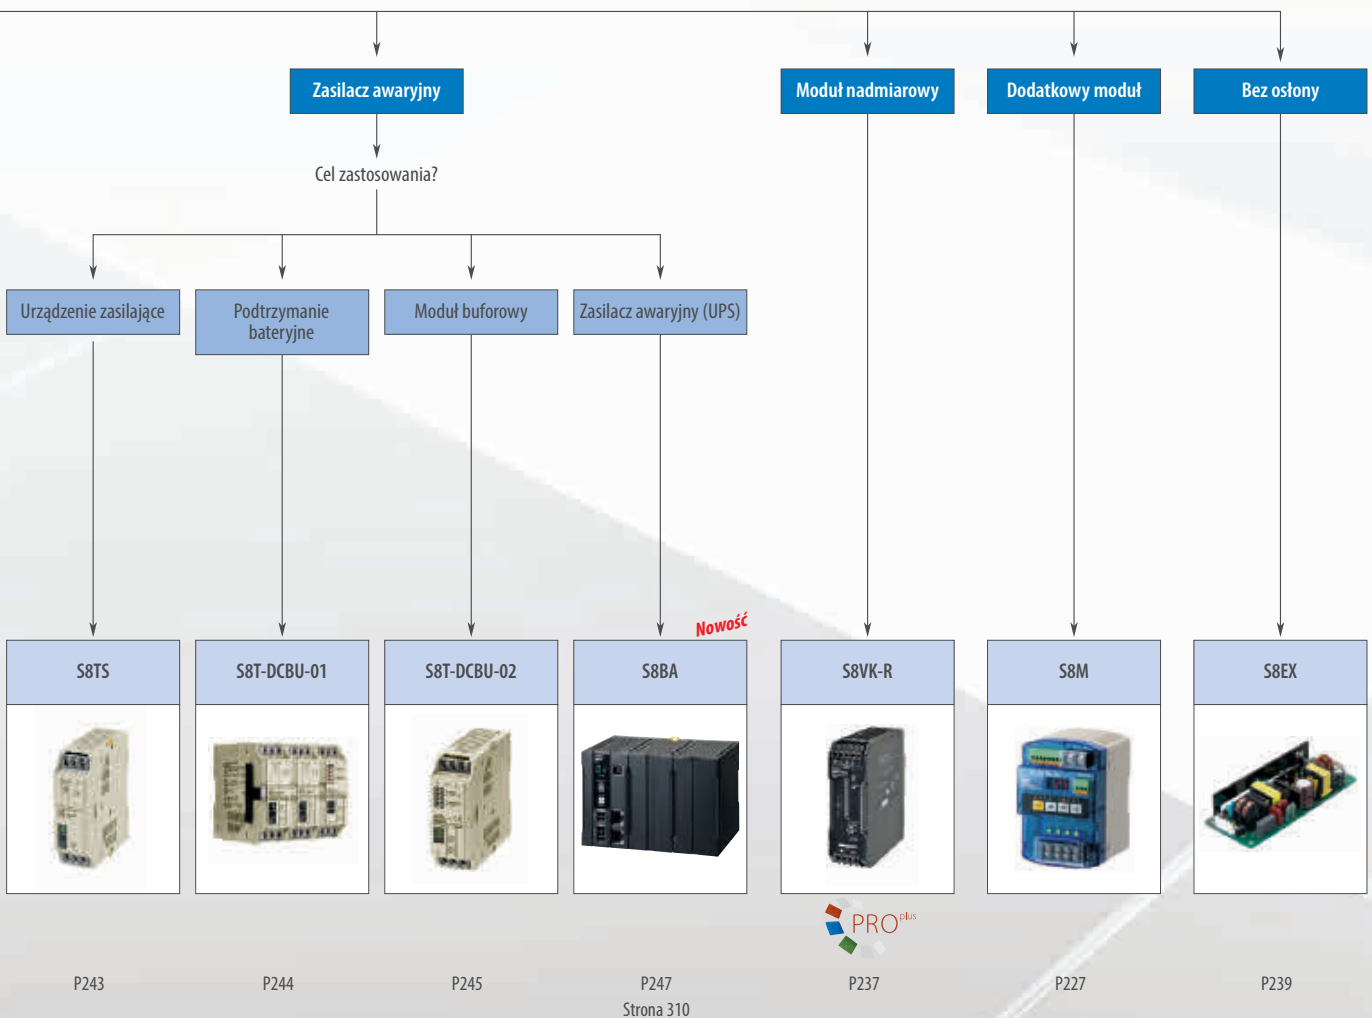 Zasilacz awaryjny
Moduł nadmiarowy
Dodatkowy moduł
Bez osłony
Cel zastosowania?
Urządzenie zasilające
Podtrzymanie
bateryjne
Moduł buforowy
Zasilacz awaryjny (UPS)
Nowość
S8TS
S8T-DCBU-01
S8T-DCBU-02
S8BA
S8VK-R
S8M
S8EX
PRO plus
P243
P244
P245
P247
P237
P227
P239
Strona 310